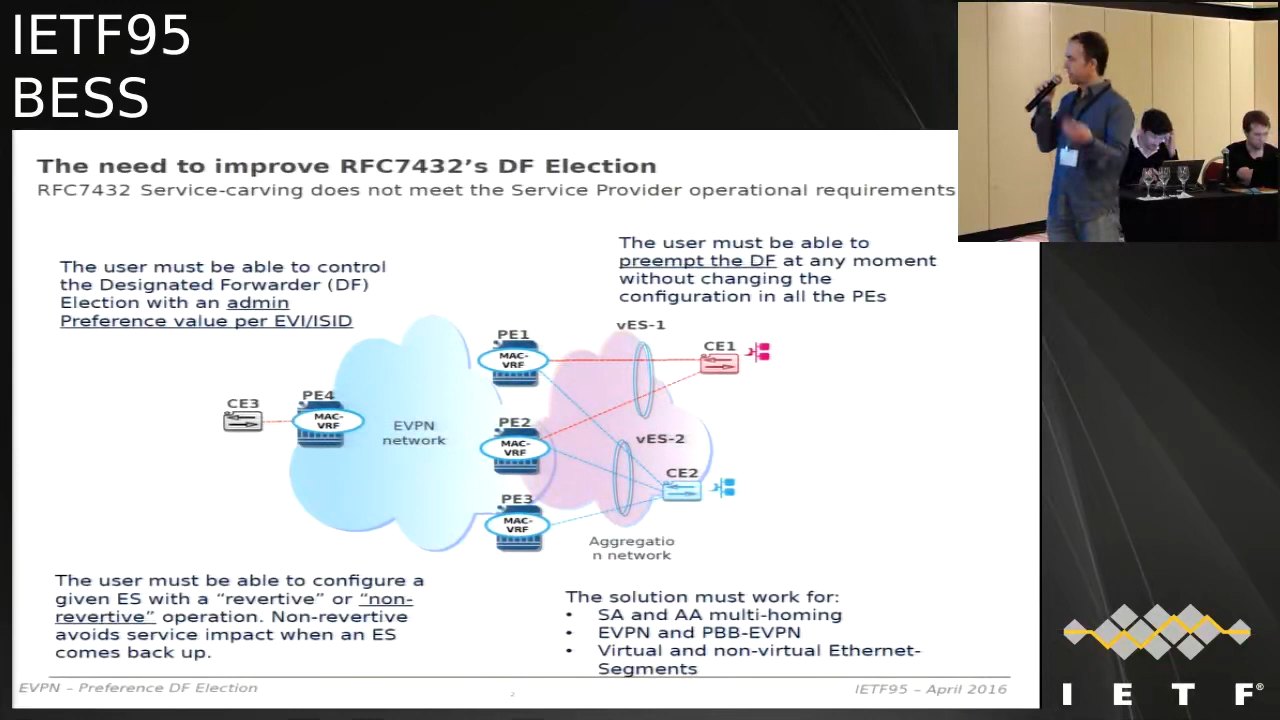 IETF95
BESS
The need to improve RFC7432’s DF Election
RFC7432 Service-carving does not meet the Service Provider operational requirements
The user must be able to control
the Designated Forwarder (DF)
Election with an admin
Preference value per EVI/ISID
The user must be able to
preempt the DF at any moment
without changing the
configuration in all the PEs
vES-1
PE1
MAC-
VRF
CE1
CE3
PE4
MAC-
VRF
EVPN
network
PE2
MAC-
VRF
vES-2
CE2
PE3
MAC-
VRF
Aggregatio
n network
The user must be able to configure a
given ES with a “revertive” or “non-
revertive” operation. Non-revertive
avoids service impact when an ES
comes back up.
The solution must work for:
• SA and AA multi-homing
• EVPN and PBB-EVPN
• Virtual and non-virtual Ethernet-
Segments
EVPN – Preference DF Election
2
IETF95 – April 2016
I E T F®